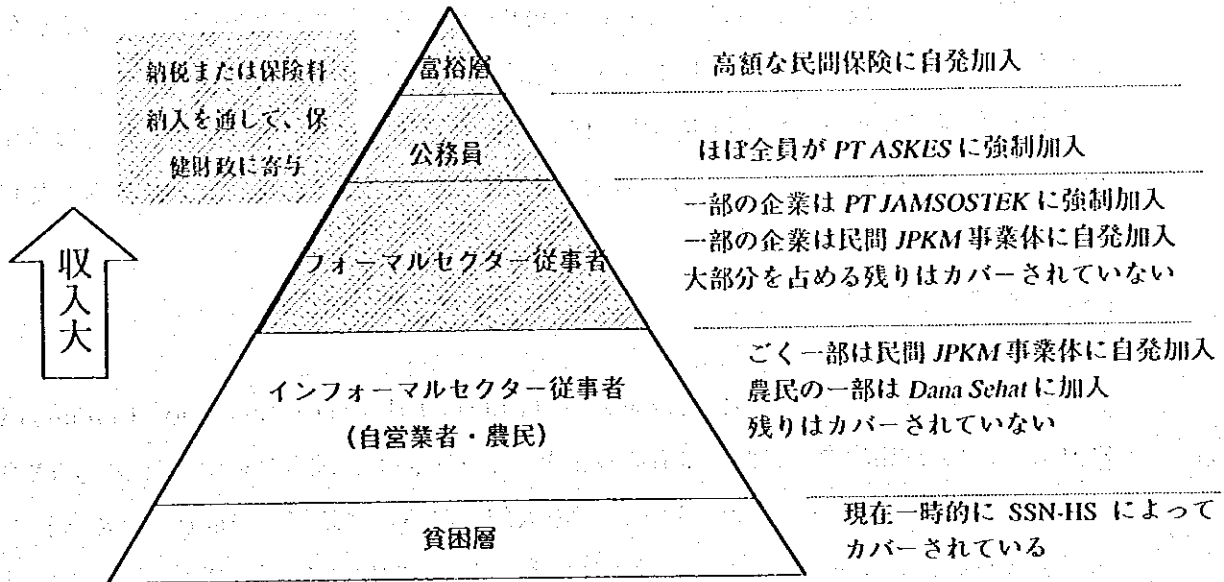 納税または保険料
納入を通して、保
健財政に寄与
収入大
富裕層
高額な民間保険に自発加入
公務員
ほぼ全員が PT ASKES に強制加入
フォーマルセクター従事者
一部の企業は PT JAMSOSTEK に強制加入
一部の企業は民間 JPKM 事業体に自発加入
大部分を占める残りはカバーされていない
インフォーマルセクター従事者
(自営業者・農民)
ごく一部は民間 JPKM 事業体に自発加入
農民の一部は Dana Sehat に加入
残りはカバーされていない
貧困層
現在一時的に SSN-HS によって
カバーされている